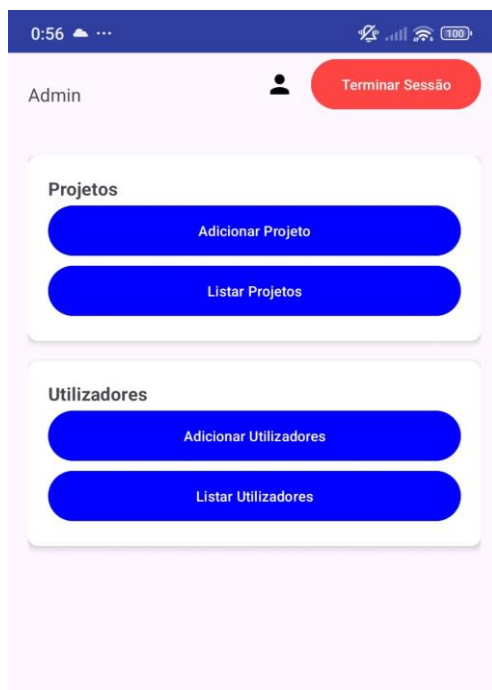 0:56 ...
100
Admin
Terminar Sessão
Projetos
Adicionar Projeto
Listar Projetos
Utilizadores
Adicionar Utilizadores
Listar Utilizadores